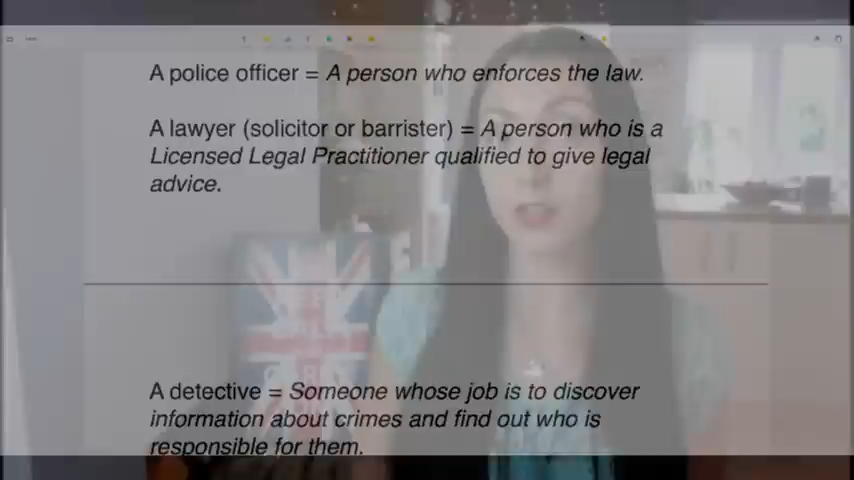 A police officer = A person who enforces the law.
A lawyer (solicitor or barrister) = A person who is a
Licensed Legal Practitioner qualified to give legal
advice.
A detective = Someone whose job is to discover
information about crimes and find out who is
responsible for them.